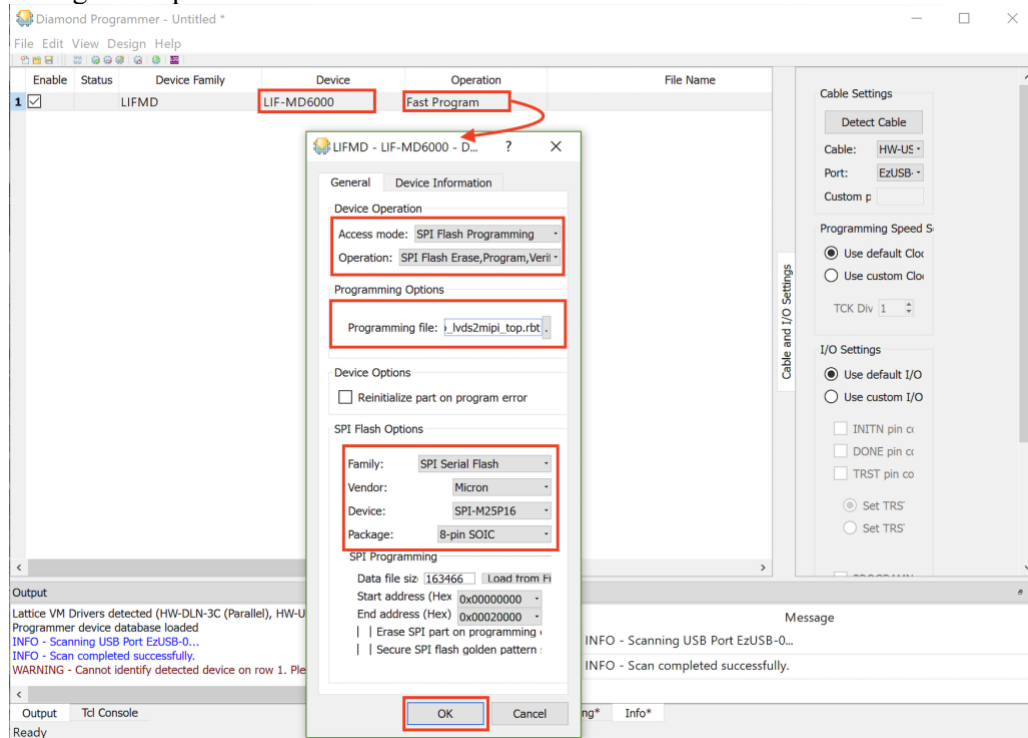 Diamond Programmer - Untitled *
File Edit View Design Help
Enable Status Device Family Device Operation File Name
1 LIFMD LIF-MD6000 Fast Program
LIFMD - LIF-MD6000 - D... ?
General Device Information
Device Operation
Access mode: SPI Flash Programming
Operation: SPI Flash Erase,Program,Veri
Programming Options
Programming file: _lvds2mipi_top.rbt .
Device Options
Reinitialize part on program error
SPI Flash Options
Family: SPI Serial Flash
Vendor: Micron
Device: SPI-M25P16
Package: 8-pin SOIC
SPI Programming
Data file siz 163466 Load from Fi
Start address (Hex 0x00000000
End address (Hex) 0x00020000
Erase SPI part on programming
Secure SPI flash golden pattern
OK Cancel
Cable and I/O Settings
Cable Settings
Detect Cable
Cable: HW-US
Port: EzUSB-
Custom p
Programming Speed S
Use default Cloc
Use custom Clo
TCK Div 1
I/O Settings
Use default I/O
Use custom I/O
INITN pin co
DONE pin co
TRST pin co
Set TRS
Set TRS
Output
Lattice VM Drivers detected (HW-DLN-3C (Parallel), HW-U
Programmer device database loaded
INFO - Scanning USB Port EzUSB-0...
INFO - Scan completed successfully.
WARNING - Cannot identify detected device on row 1. Ple
Message
INFO - Scanning USB Port EzUSB-0...
INFO - Scan completed successfully.
Output Tcl Console ng* Info*
Ready